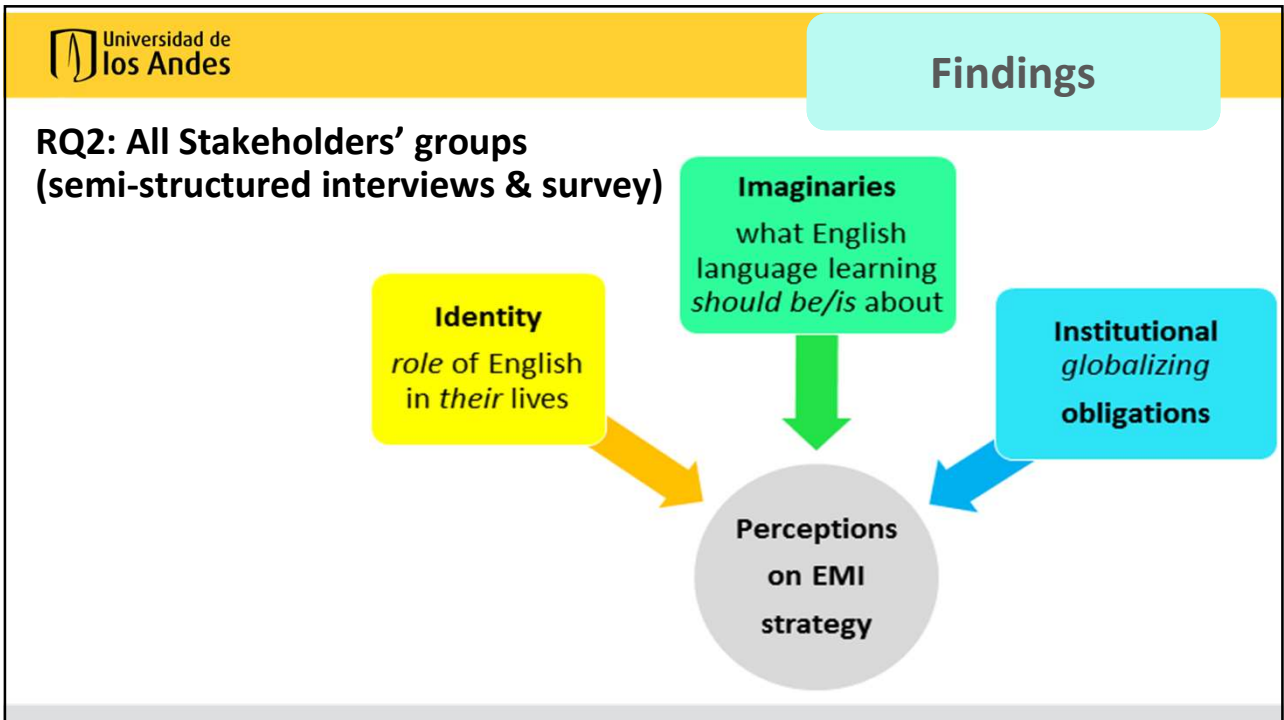 Universidad de
los Andes
Findings
RQ2: All Stakeholders’ groups
(semi-structured interviews & survey)
Identity
role of English
in their lives
Imaginaries
what English
language learning
should be/is about
Institutional
globalizing
obligations
Perceptions
on EMI
strategy